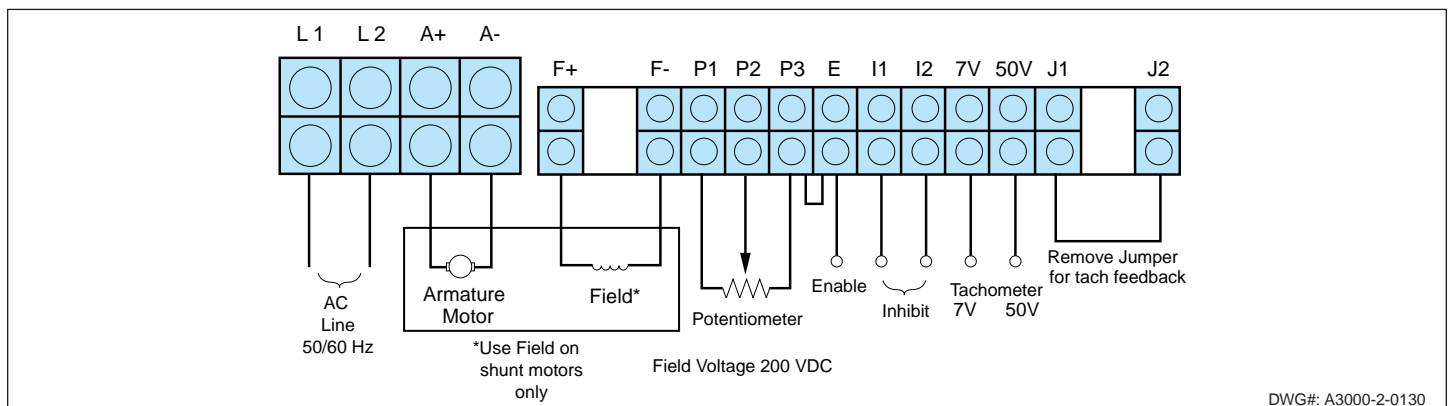 L 1 L 2 A+ A-
F+ F- P1 P2 P3 E I1 I2 7V 50V J1 J2
AC
Line
50/60 Hz
Armature
Motor
Field*
*Use Field on
shunt motors
only
Potentiometer
Field Voltage 200 VDC
Enable
Inhibit
Tachometer
7V 50V
Remove Jumper
for tach feedback
DWG#: A3000-2-0130